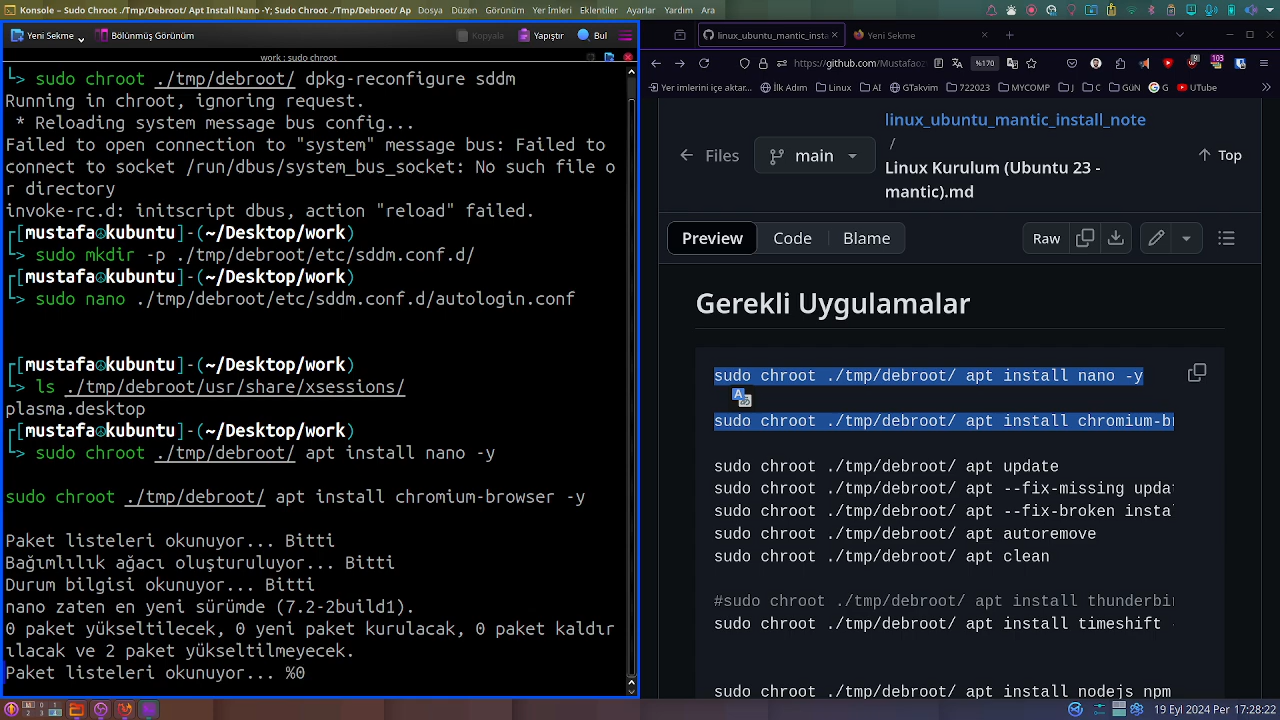 Konsole – Sudo Chroot ./Tmp/Debroot/ Apt Install Nano -Y; Sudo Chroot ./Tmp/Debroot/ Ap
Dosya Düzen Görünüm Yer İmleri Eklentiler Ayarlar Yardım Ara
Yeni Sekme Bölünmüş Görünüm Kopyala Yapıştır Bul
work : sudo chroot
└> sudo chroot ./tmp/debroot/ dpkg-reconfigure sddm
Running in chroot, ignoring request.
* Reloading system message bus config...
Failed to open connection to "system" message bus: Failed to
connect to socket /run/dbus/system_bus_socket: No such file o
r directory
invoke-rc.d: initscript dbus, action "reload" failed.
┌[mustafa☮kubuntu]-(~/Desktop/work)
└> sudo mkdir -p ./tmp/debroot/etc/sddm.conf.d/
┌[mustafa☮kubuntu]-(~/Desktop/work)
└> sudo nano ./tmp/debroot/etc/sddm.conf.d/autologin.conf
┌[mustafa☮kubuntu]-(~/Desktop/work)
└> ls ./tmp/debroot/usr/share/xsessions/
plasma.desktop
┌[mustafa☮kubuntu]-(~/Desktop/work)
└> sudo chroot ./tmp/debroot/ apt install nano -y
sudo chroot ./tmp/debroot/ apt install chromium-browser -y
Paket listeleri okunuyor... Bitti
Bağımlılık ağacı oluşturuluyor... Bitti
Durum bilgisi okunuyor... Bitti
nano zaten en yeni sürümde (7.2-2build1).
0 paket yükseltilecek, 0 yeni paket kurulacak, 0 paket kaldır
ılacak ve 2 paket yükseltilmeyecek.
Paket listeleri okunuyor... %0
linux_ubuntu_mantic_insta Yeni Sekme
https://github.com/Mustafaoz %170 103
Yer imlerini içe aktar... İlk Adım Linux AI GTakvim 722023 MYCOMP J C GüN G UTube
linux_ubuntu_mantic_install_note
/
Files main Top
Linux Kurulum (Ubuntu 23 -
mantic).md
Preview Code Blame Raw
Gerekli Uygulamalar
sudo chroot ./tmp/debroot/ apt install nano -y
sudo chroot ./tmp/debroot/ apt install chromium-br
sudo chroot ./tmp/debroot/ apt update
sudo chroot ./tmp/debroot/ apt --fix-missing updat
sudo chroot ./tmp/debroot/ apt --fix-broken instal
sudo chroot ./tmp/debroot/ apt autoremove
sudo chroot ./tmp/debroot/ apt clean
#sudo chroot ./tmp/debroot/ apt install thunderbir
sudo chroot ./tmp/debroot/ apt install timeshift
sudo chroot ./tmp/debroot/ apt install nodejs npm
19 Eyl 2024 Per 17:28:22